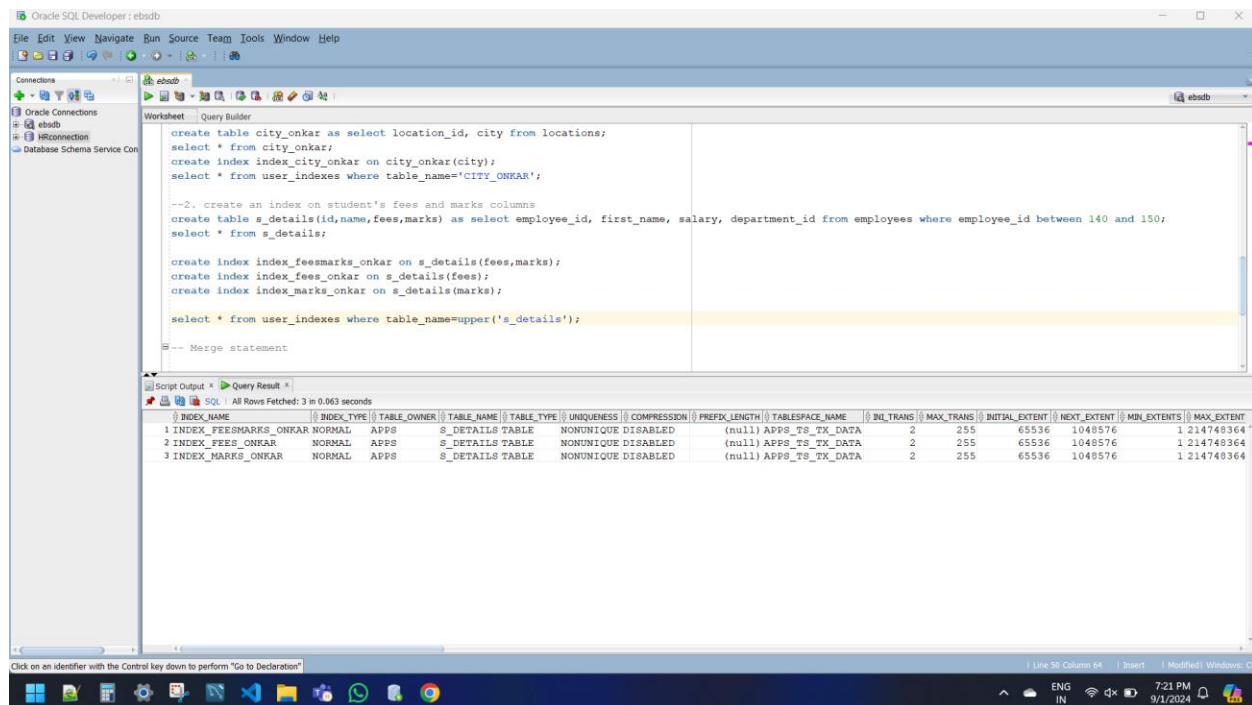 Oracle SQL Developer : ebsdb
File Edit View Navigate Run Source Team Tools Window Help
Connections
ebsdb
ebsdb
Oracle Connections
ebsdb
HRconnection
Database Schema Service Con
Worksheet Query Builder
create table city_onkar as select location_id, city from locations;
select * from city_onkar;
create index index_city_onkar on city_onkar(city);
select * from user_indexes where table_name='CITY_ONKAR';
--2. create an index on student's fees and marks columns
create table s_details(id,name,fees,marks) as select employee_id, first_name, salary, department_id from employees where employee_id between 140 and 150;
select * from s_details;
create index index_feesmarks_onkar on s_details(fees,marks);
create index index_fees_onkar on s_details(fees);
create index index_marks_onkar on s_details(marks);
select * from user_indexes where table_name=upper('s_details');
-- Merge statement
Script Output × Query Result ×
SQL | All Rows Fetched: 3 in 0.063 seconds
INDEX_NAME INDEX_TYPE TABLE_OWNER TABLE_NAME TABLE_TYPE UNIQUENESS COMPRESSION PREFIX_LENGTH TABLESPACE_NAME INI_TRANS MAX_TRANS INITIAL_EXTENT NEXT_EXTENT MIN_EXTENTS MAX_EXTENT
1 INDEX_FEESMARKS_ONKAR NORMAL APPS S_DETAILS TABLE NONUNIQUE DISABLED (null) APPS_TS_TX_DATA 2 255 65536 1048576 1 214748364
2 INDEX_FEES_ONKAR NORMAL APPS S_DETAILS TABLE NONUNIQUE DISABLED (null) APPS_TS_TX_DATA 2 255 65536 1048576 1 214748364
3 INDEX_MARKS_ONKAR NORMAL APPS S_DETAILS TABLE NONUNIQUE DISABLED (null) APPS_TS_TX_DATA 2 255 65536 1048576 1 214748364
Click on an identifier with the Control key down to perform "Go to Declaration"
| Line 50 Column 64 | Insert | Modified | Windows: C
ENG
IN
7:21 PM
9/1/2024